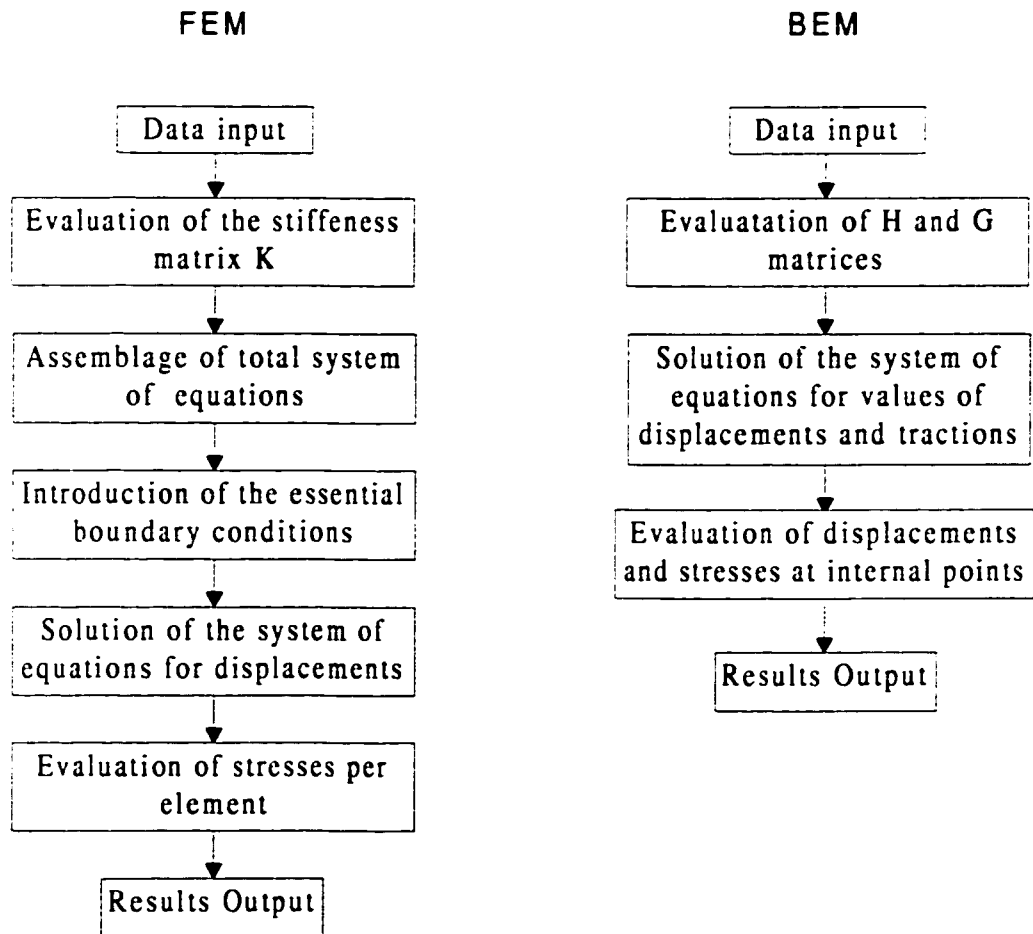 FEM
Data input
Evaluation of the stiffeness
matrix K
Assemblage of total system
of equations
Introduction of the essential
boundary conditions
Solution of the system of
equations for displacements
Evaluation of stresses per
element
Results Output
BEM
Data input
Evaluatation of H and G
matrices
Solution of the system of
equations for values of
displacements and tractions
Evaluation of displacements
and stresses at internal points
Results Output